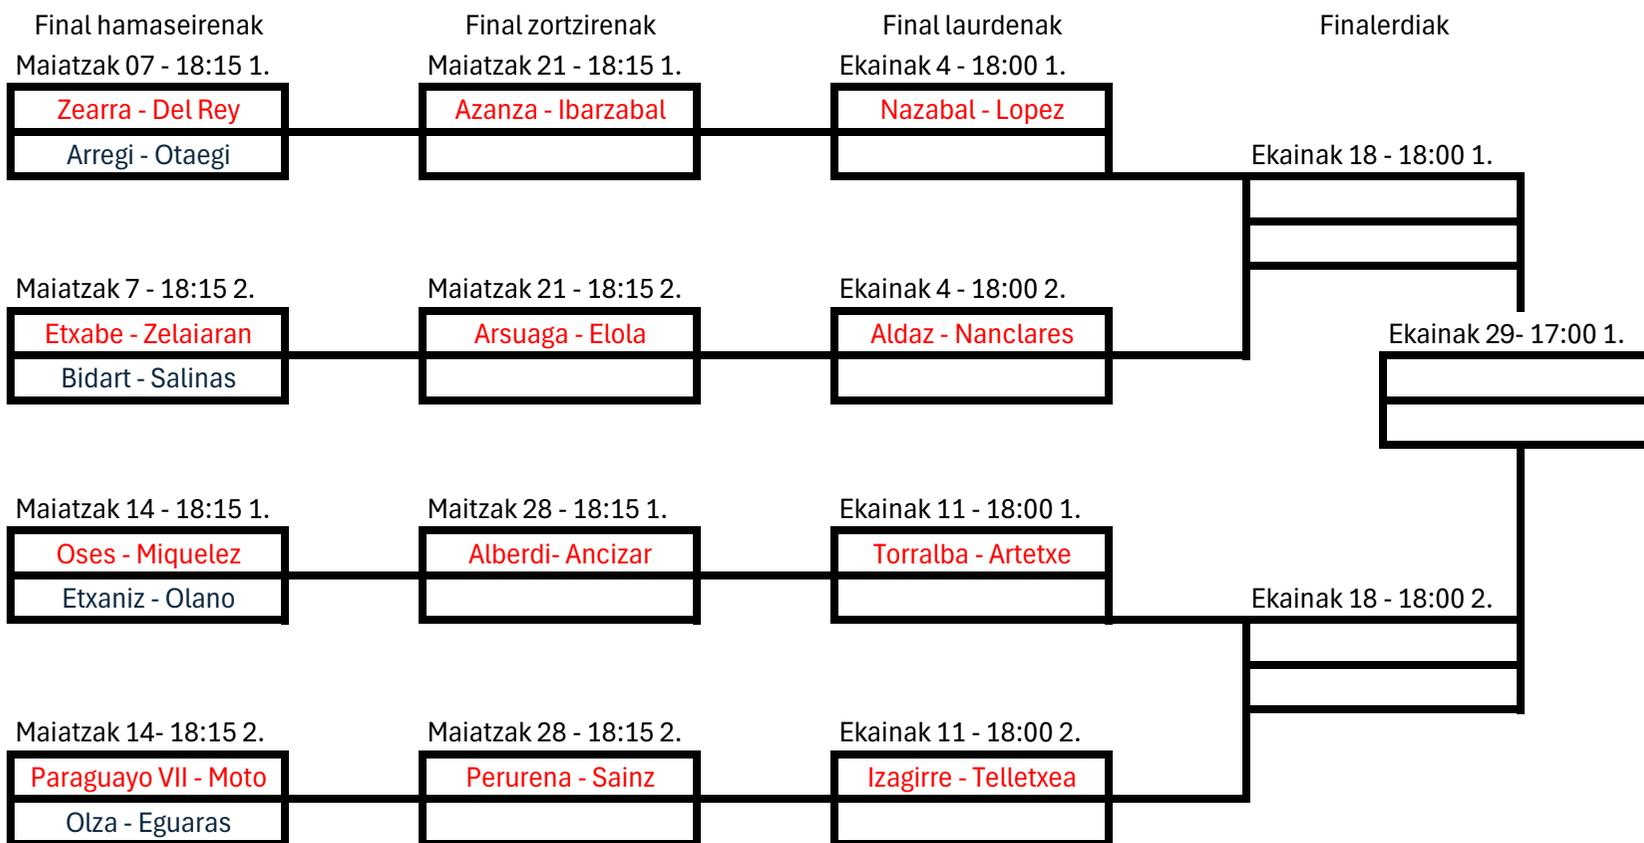 Final hamaseirenak
Final zortzirenak
Final laurdenak
Finalerdiak
Maiatzak 07 - 18:15 1.
Maiatzak 21 - 18:15 1.
Ekainak 4 - 18:00 1.
Zearra - Del Rey
Azanza - Ibarzabal
Nazabal - Lopez
Arregi - Otaegi
Ekainak 18 - 18:00 1.
Maiatzak 7 - 18:15 2.
Maiatzak 21 - 18:15 2.
Ekainak 4 - 18:00 2.
Etxabe - Zelaiaran
Arsuaga - Elola
Aldaz - Nanclares
Ekainak 29- 17:00 1.
Bidart - Salinas
Maiatzak 14 - 18:15 1.
Maitzak 28 - 18:15 1.
Ekainak 11 - 18:00 1.
Oses - Miquelez
Alberdi- Ancizar
Torralba - Artetxe
Etxaniz - Olano
Ekainak 18 - 18:00 2.
Maiatzak 14- 18:15 2.
Maiatzak 28 - 18:15 2.
Ekainak 11 - 18:00 2.
Paraguayo VII - Moto
Perurena - Sainz
Izagirre - Telletxea
Olza - Eguaras